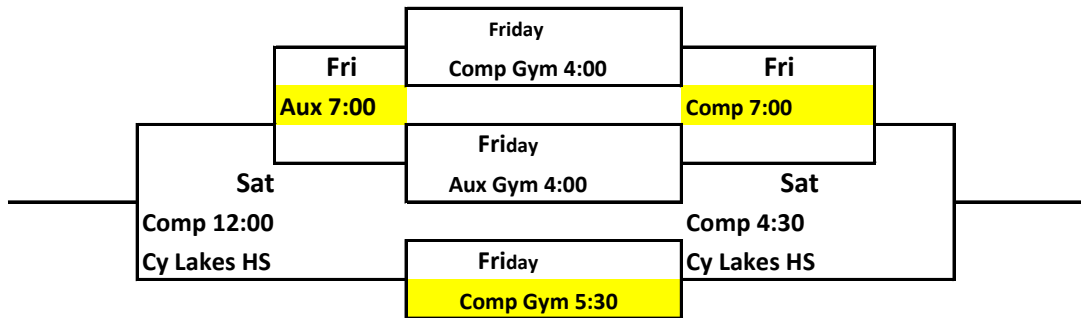 Friday
Fri Comp Gym 4:00 Fri
Aux 7:00 Comp 7:00
Friday
Sat Aux Gym 4:00 Sat
Comp 12:00 Comp 4:30
Cy Lakes HS Friday Cy Lakes HS
Comp Gym 5:30